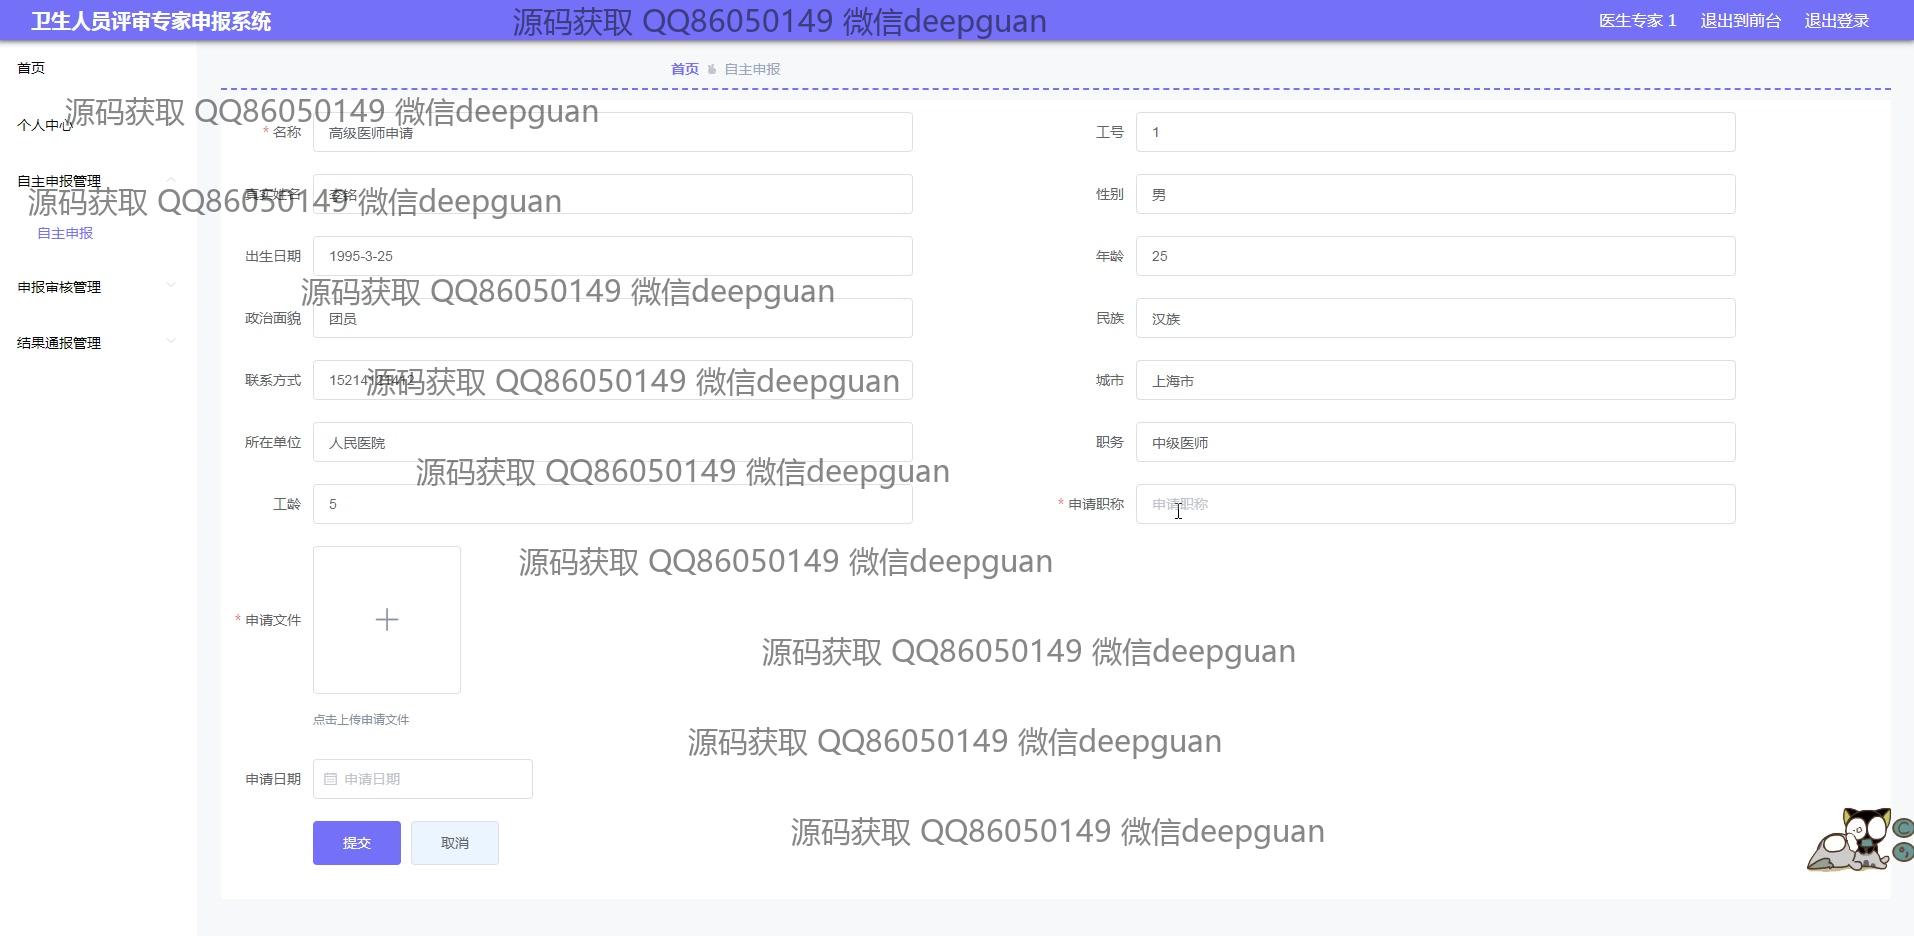 卫生人员评审专家申报系统
源码获取 QQ86050149 微信deepguan
医生专家 1 退出到前台 退出登录
首页
首页 自主申报
个人中心
源码获取 QQ86050149 微信deepguan
* 名称 高级医师申请
工号 1
自主申报管理
源码获取 QQ86050149 微信deepguan
真实姓名 李铭
性别 男
自主申报
出生日期 1995-3-25
年龄 25
申报审核管理
源码获取 QQ86050149 微信deepguan
政治面貌 团员
民族 汉族
结果通报管理
联系方式 15214121412
源码获取 QQ86050149 微信deepguan
城市 上海市
所在单位 人民医院
职务 中级医师
源码获取 QQ86050149 微信deepguan
工龄 5
* 申请职称 申请职称
源码获取 QQ86050149 微信deepguan
* 申请文件
源码获取 QQ86050149 微信deepguan
点击上传申请文件
源码获取 QQ86050149 微信deepguan
申请日期 申请日期
源码获取 QQ86050149 微信deepguan
提交 取消